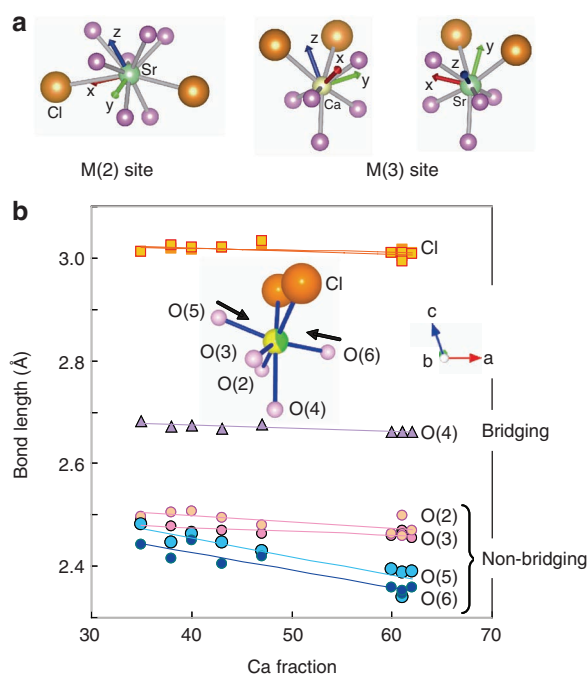 a
z
Sr
x
y
Cl
M(2) site
z
x
y
Ca
y
z
x
Sr
M(3) site
b
Bond length (Å)
3.0
2.8
2.6
2.4
30
40
50
60
70
Ca fraction
Cl
Cl
O(5)
O(3)
O(2)
O(6)
O(4)
c
b
a
O(4)
Bridging
O(2)
O(3)
O(5)
O(6)
Non-bridging